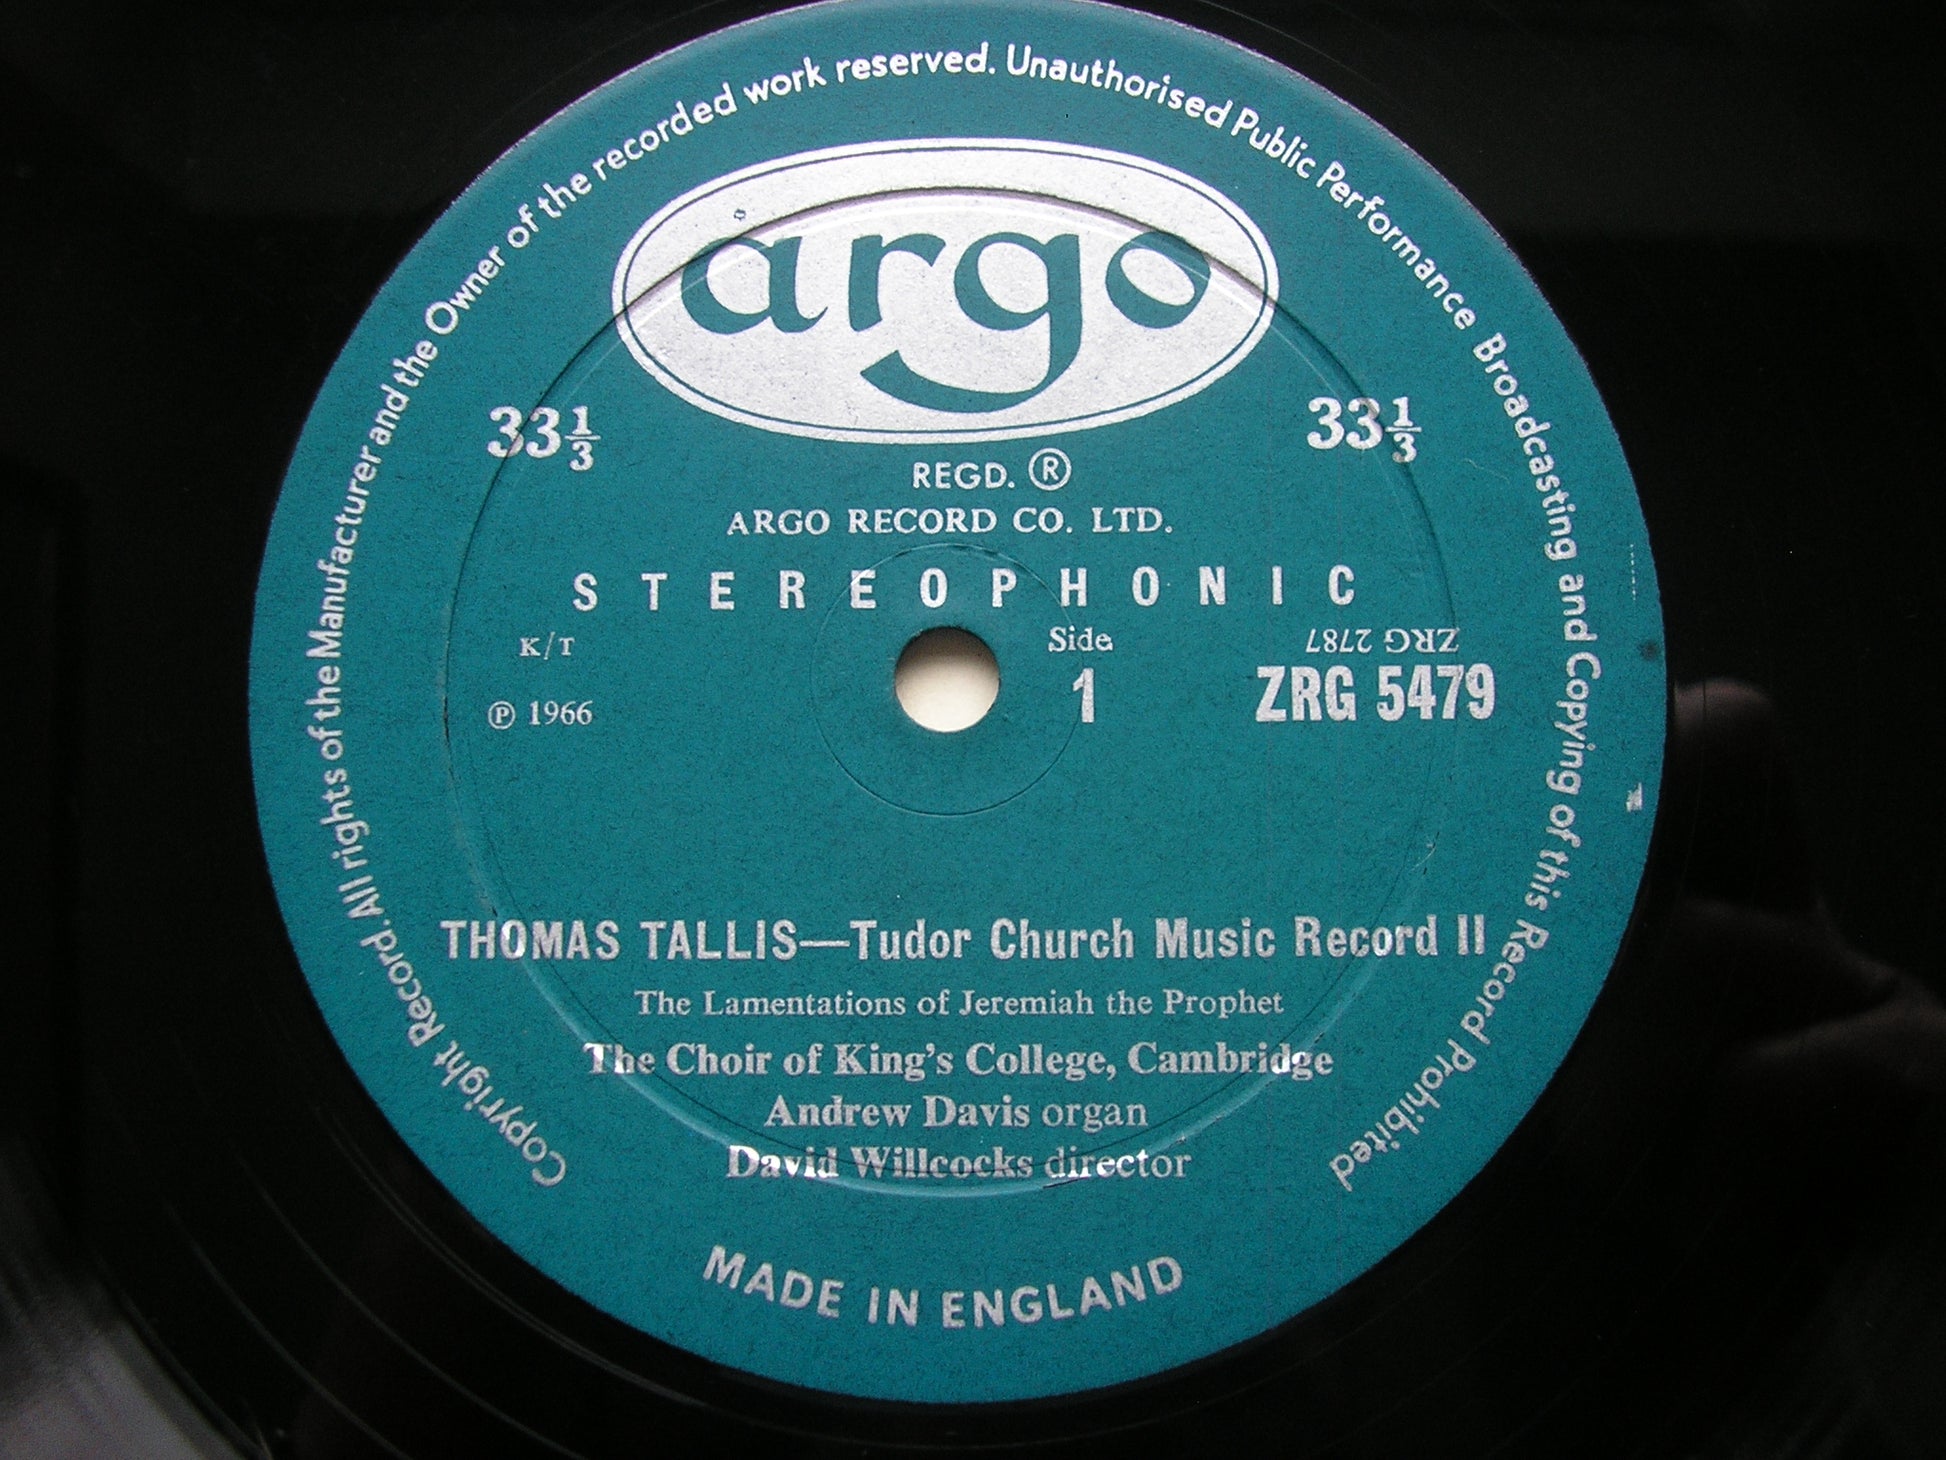 Copyright Record. All rights of the Manufacturer and the Owner of the recorded work reserved. Unauthorised Public Performance Broadcasting and Copying of this Record Prohibited
argo
33⅓
33⅓
REGD. ®
ARGO RECORD CO. LTD.
STEREOPHONIC
K/T
Side
ZRG 2787
℗ 1966
1
ZRG 5479
THOMAS TALLIS—Tudor Church Music Record II
The Lamentations of Jeremiah the Prophet
The Choir of King's College, Cambridge
Andrew Davis organ
David Willcocks director
MADE IN ENGLAND